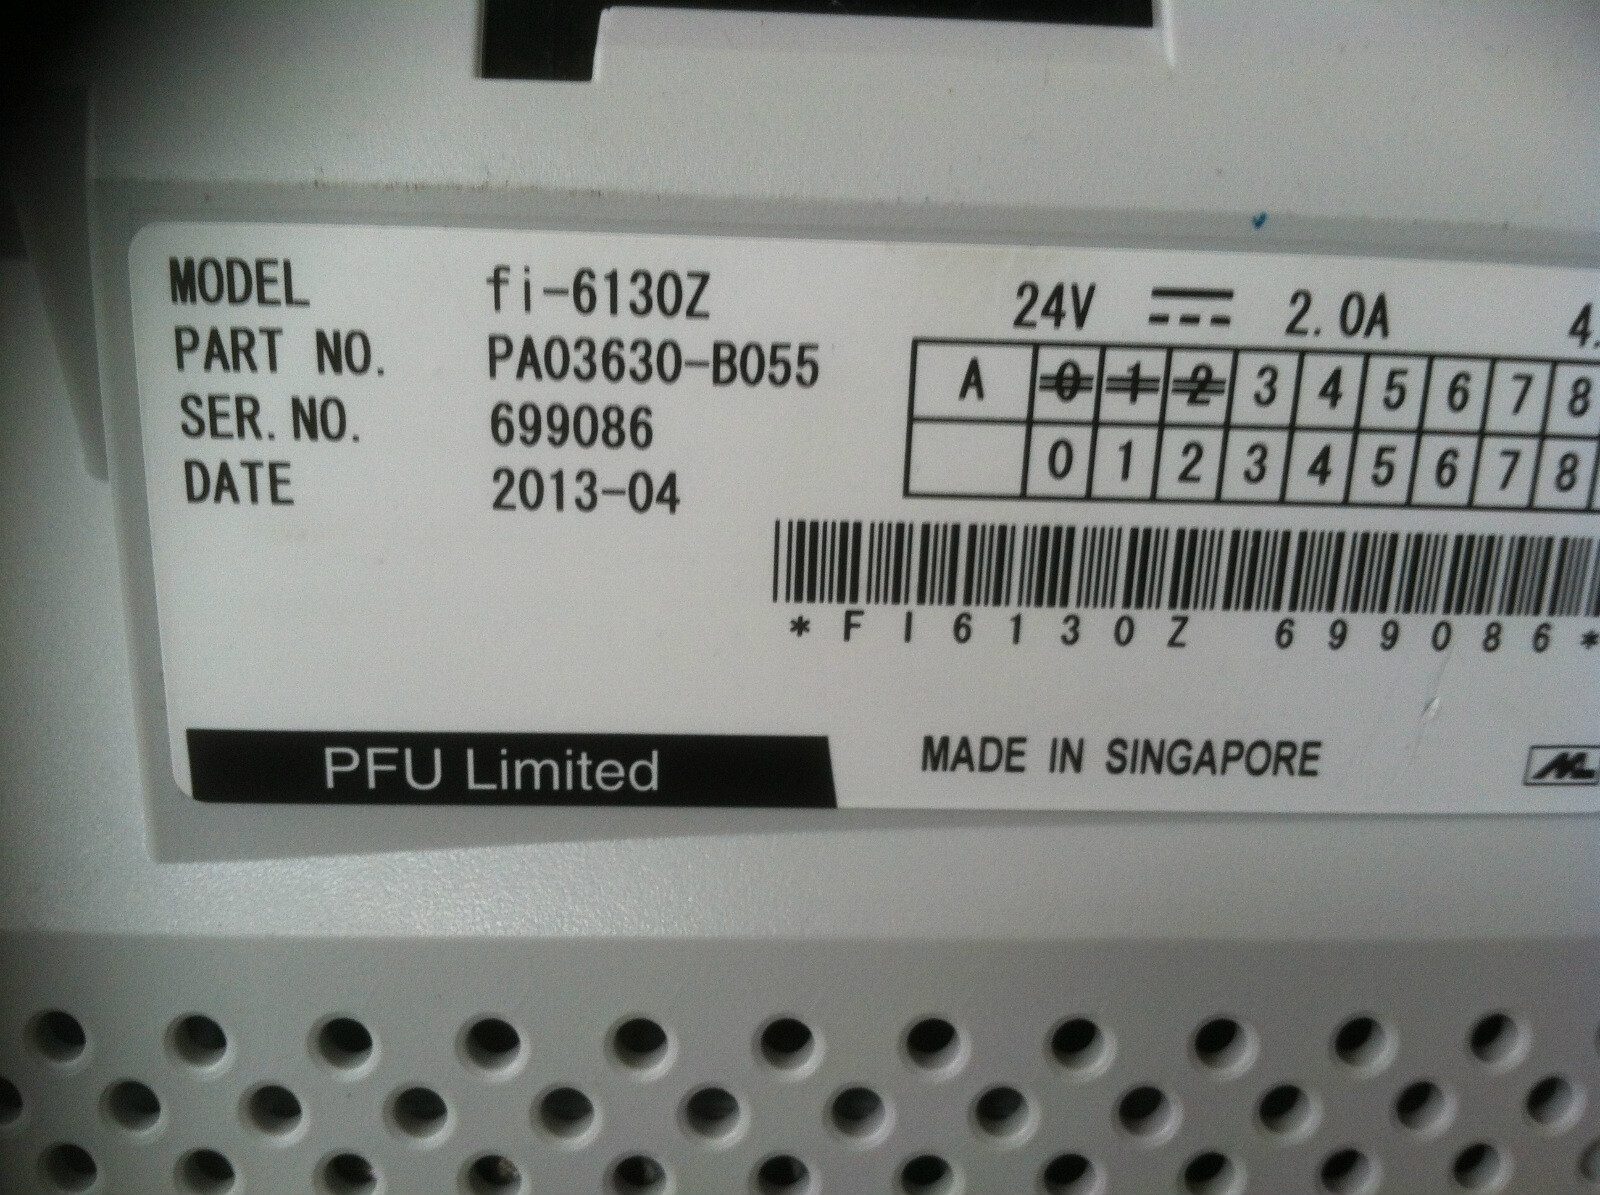 MODEL fi-6130Z
PART NO. PA03630-B055
SER. NO. 699086
DATE 2013-04
24V 2.0A 4.
A 0 1 2 3 4 5 6 7 8
0 1 2 3 4 5 6 7 8
*FI6130Z 699086*
PFU Limited
MADE IN SINGAPORE